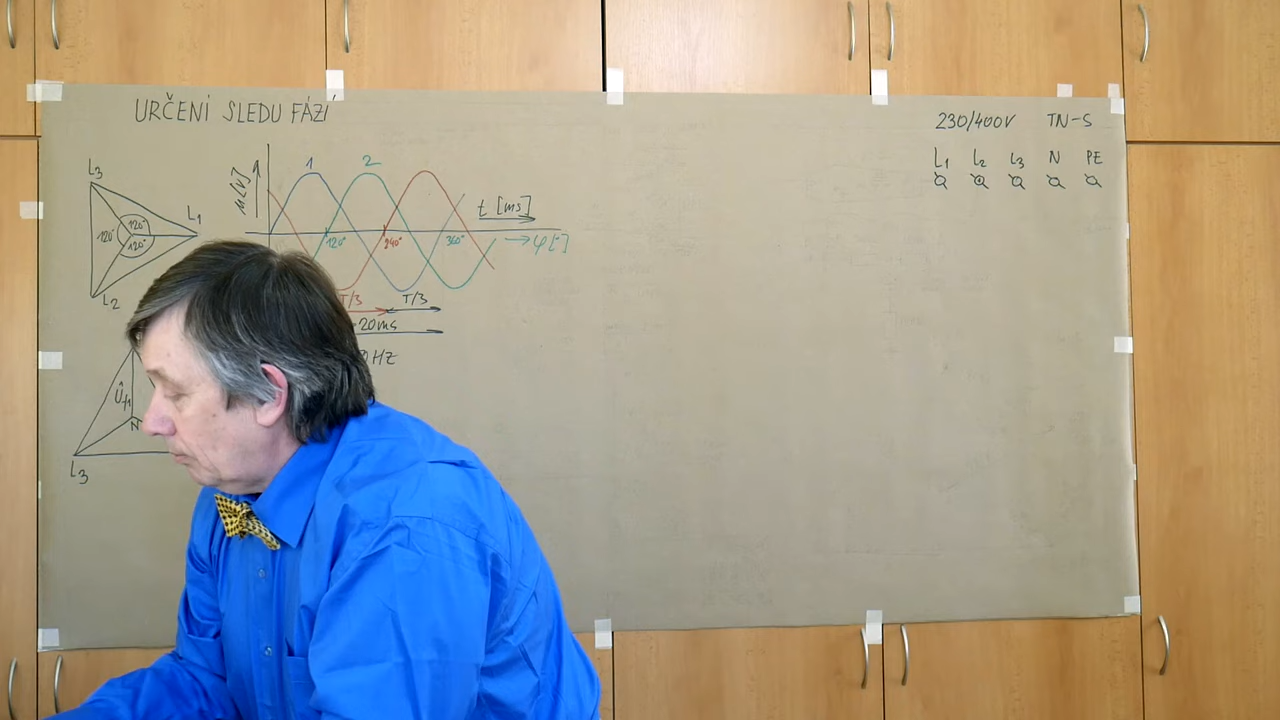 URČENÍ SLEDU FÁZÍ
230/400V TN-S
L1 L2 L3 N PE
L3
L1
L2
120°
120°
120°
u[V]
1
2
t [ms]
120°
240°
360°
→φ[°]
T/3
T/3
20ms
HZ
Ûf1
N
L3